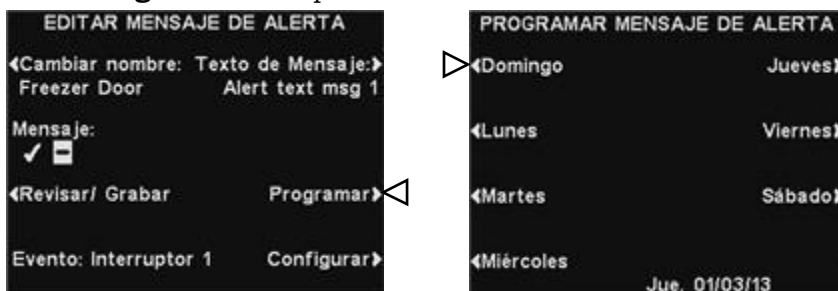 EDITAR MENSAJE DE ALERTA
Cambiar nombre: Texto de Mensaje:
Freezer Door Alert text msg 1
Mensaje:
Revisar/ Grabar Programar
Evento: Interruptor 1 Configurar
PROGRAMAR MENSAJE DE ALERTA
Domingo Jueves
Lunes Viernes
Martes Sábado
Miércoles
Jue. 01/03/13